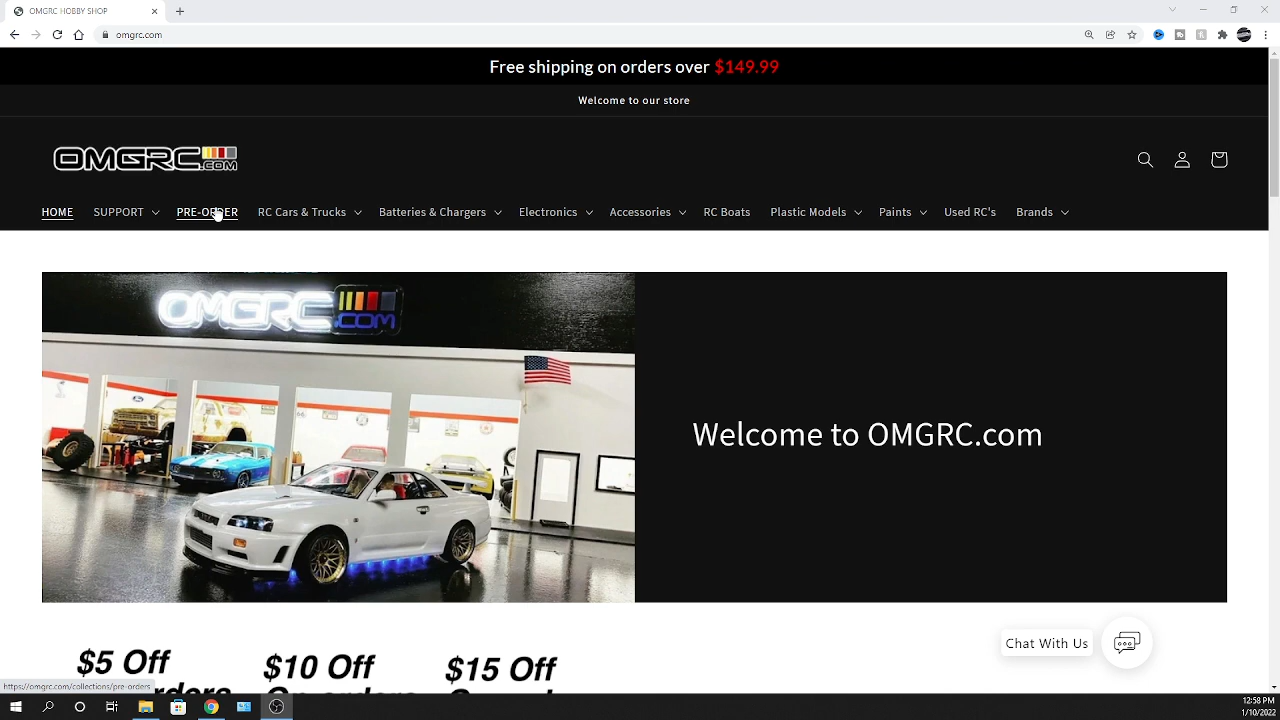 OMGRC HOBBY SHOP
omgrc.com
Free shipping on orders over $149.99
Welcome to our store
OMGRC.COM
HOME SUPPORT PRE-ORDER RC Cars & Trucks Batteries & Chargers Electronics Accessories RC Boats Plastic Models Paints Used RC's Brands
OMGRC.COM
Welcome to OMGRC.com
Chat With Us
$5 Off $10 Off $15 Off
https://omgrc.com/collections/pre-orders
On orders
12:58 PM
1/10/2022